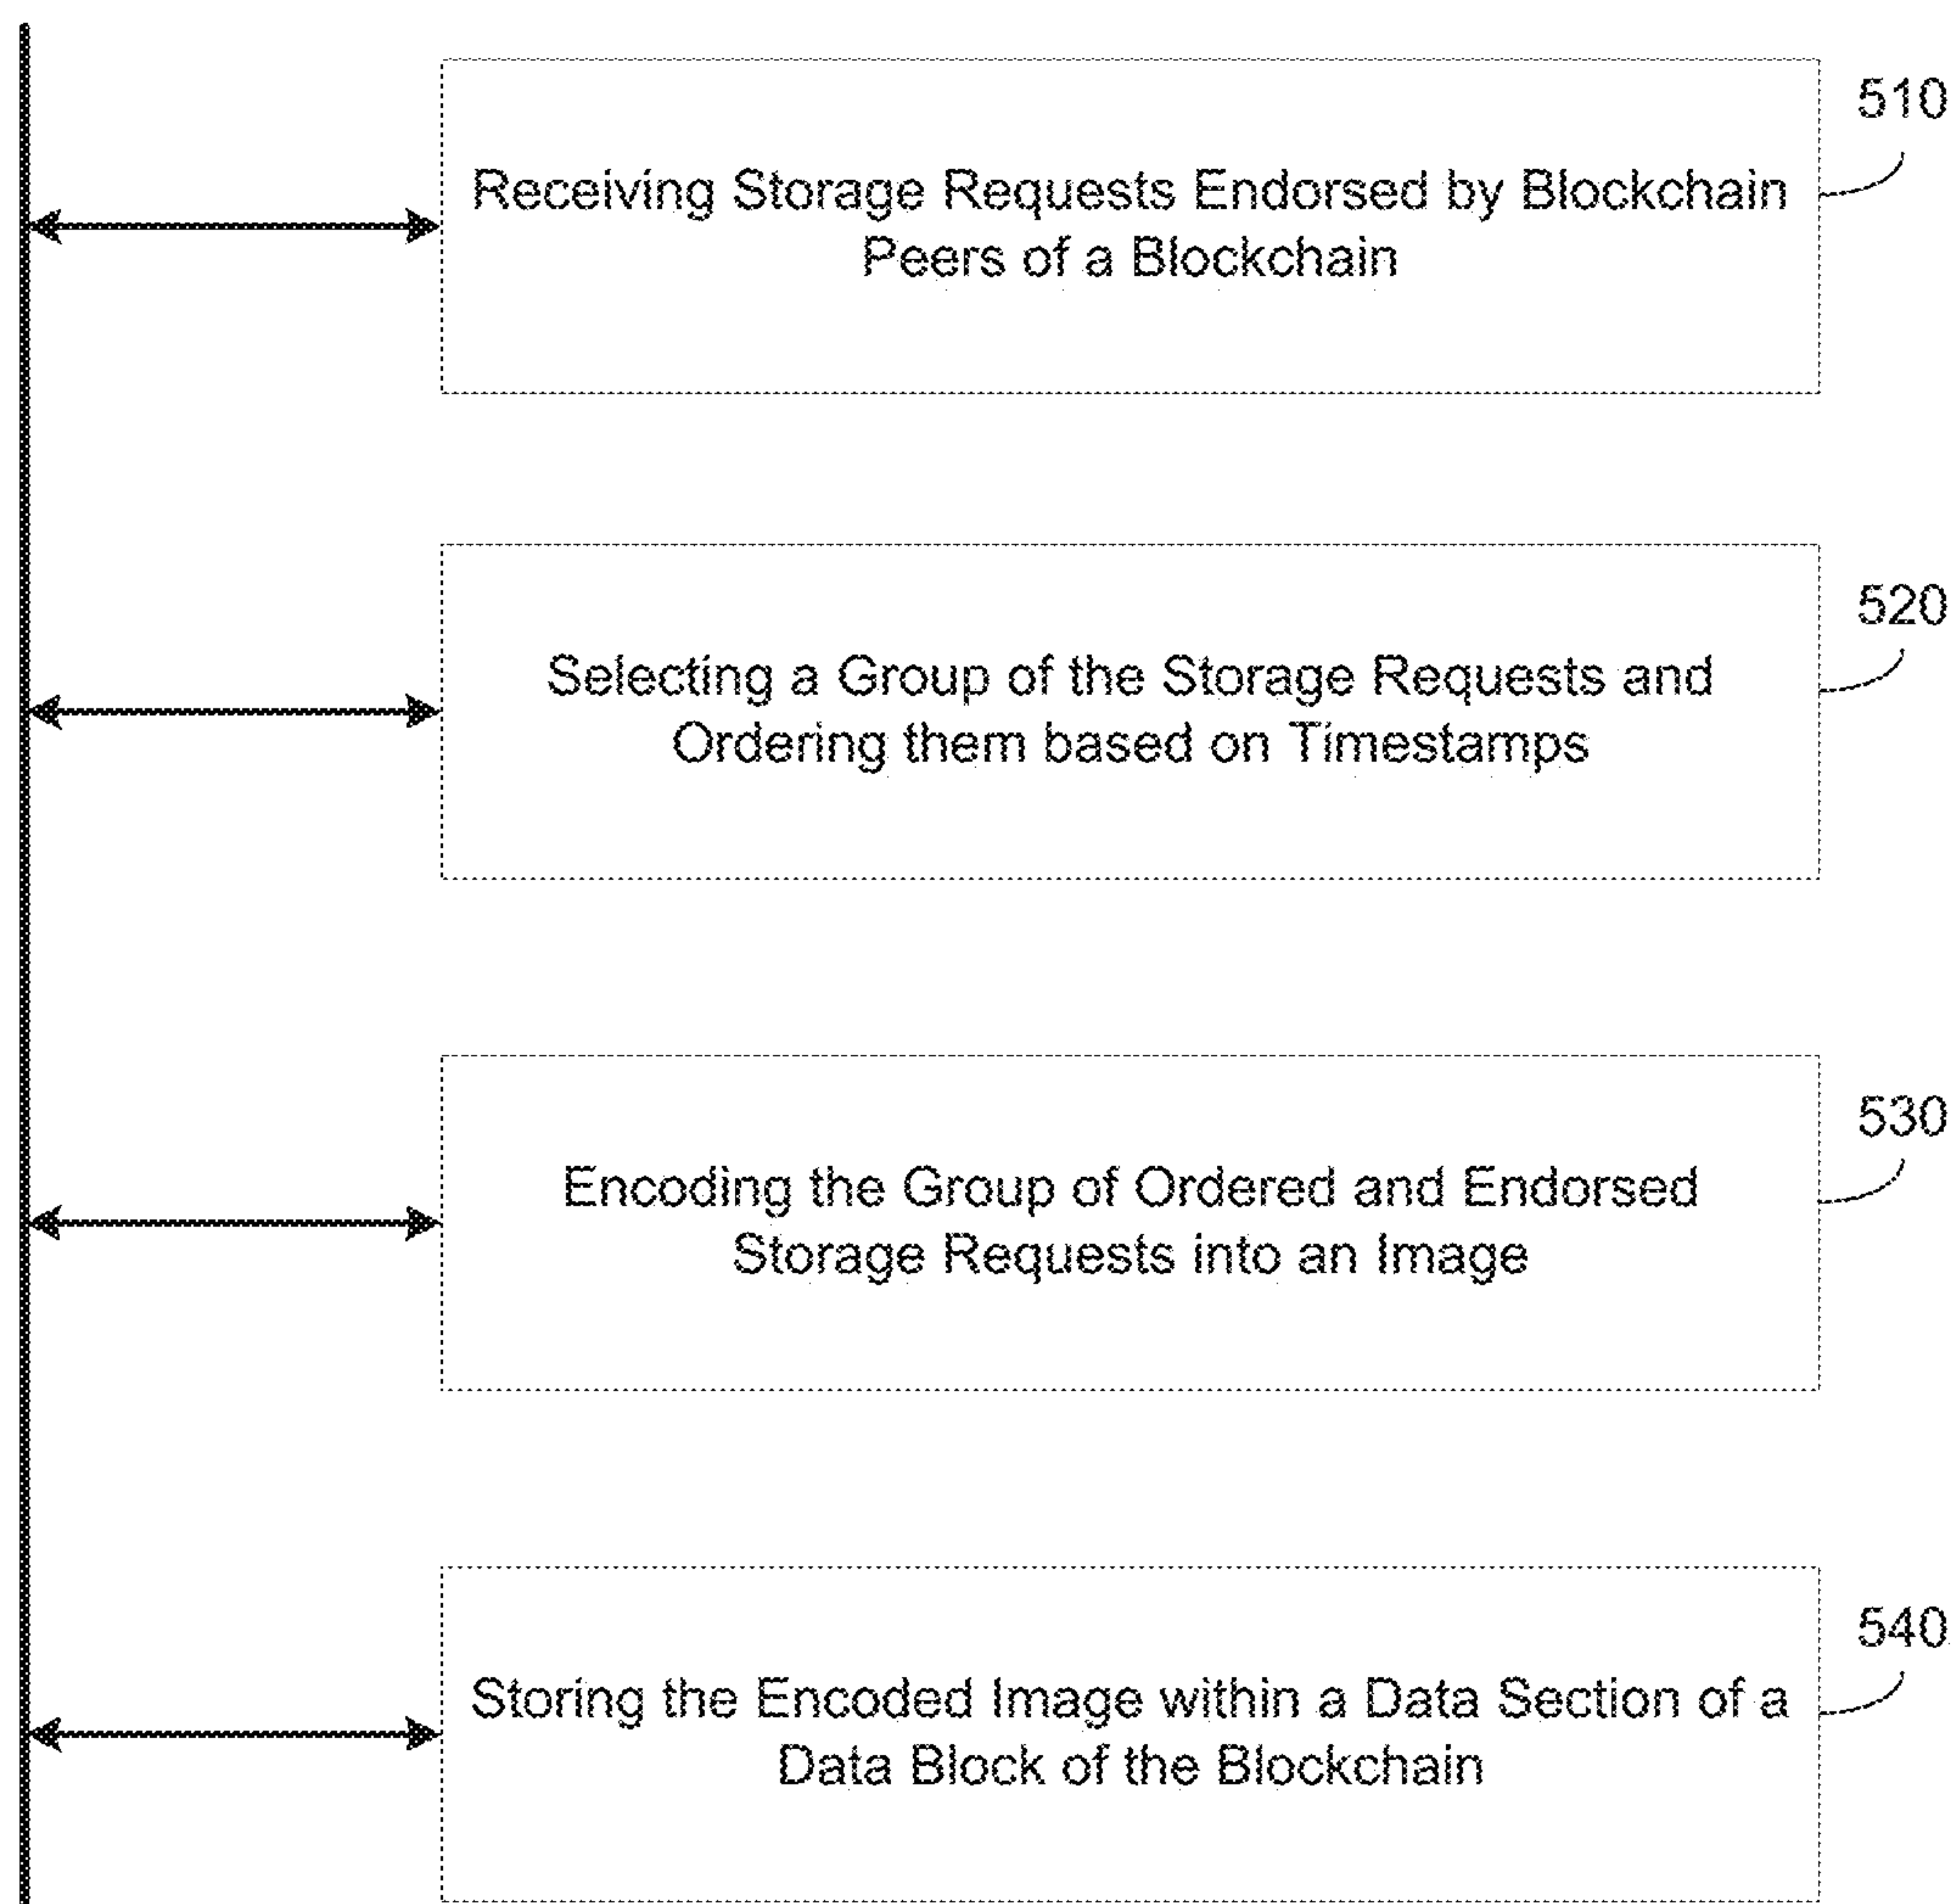 510
Receiving Storage Requests Endorsed by Blockchain
Peers of a Blockchain
520
Selecting a Group of the Storage Requests and
Ordering them based on Timestamps
530
Encoding the Group of Ordered and Endorsed
Storage Requests into an Image
540
Storing the Encoded Image within a Data Section of a
Data Block of the Blockchain